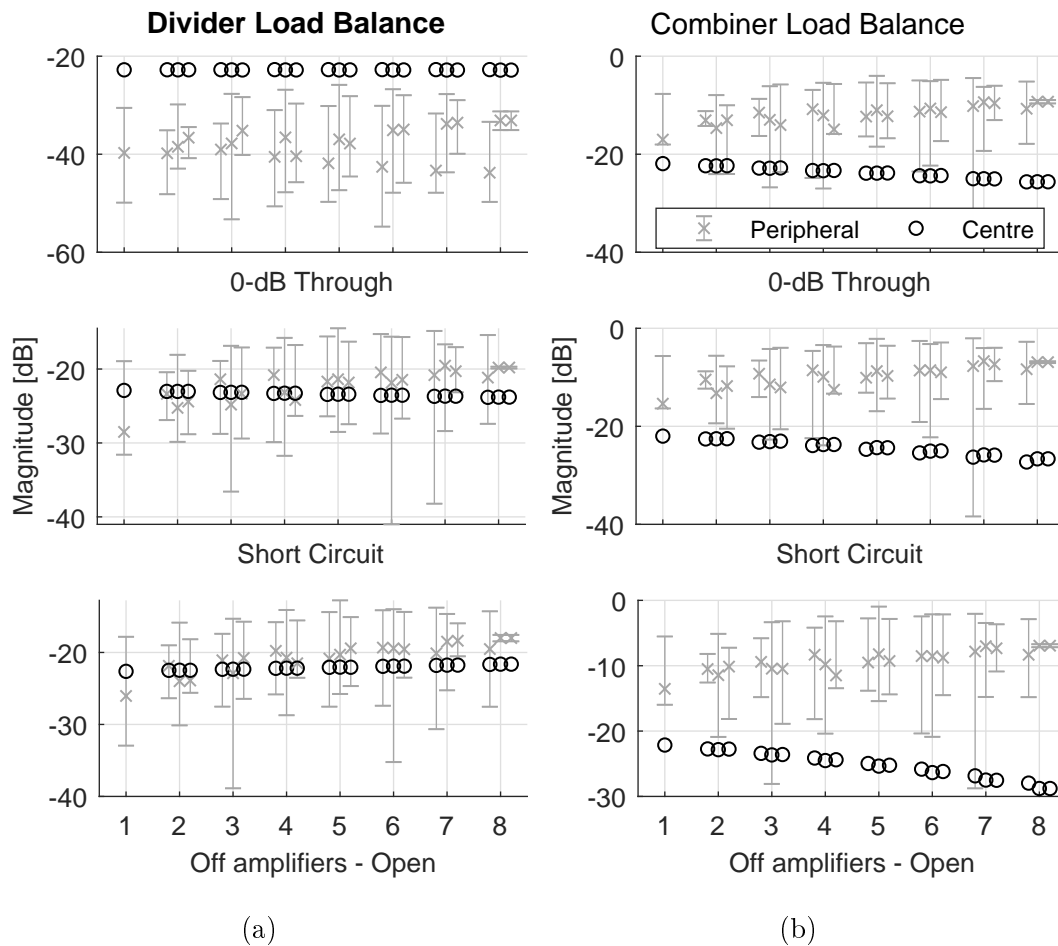 Divider Load Balance
Combiner Load Balance
-20
-40
-60
0
-20
-40
Peripheral Centre
0-dB Through
0-dB Through
Magnitude [dB]
-20
-30
-40
Magnitude [dB]
0
-20
-40
Short Circuit
Short Circuit
-20
-30
-40
0
-10
-20
-30
1 2 3 4 5 6 7 8
1 2 3 4 5 6 7 8
Off amplifiers - Open
Off amplifiers - Open
(a)
(b)